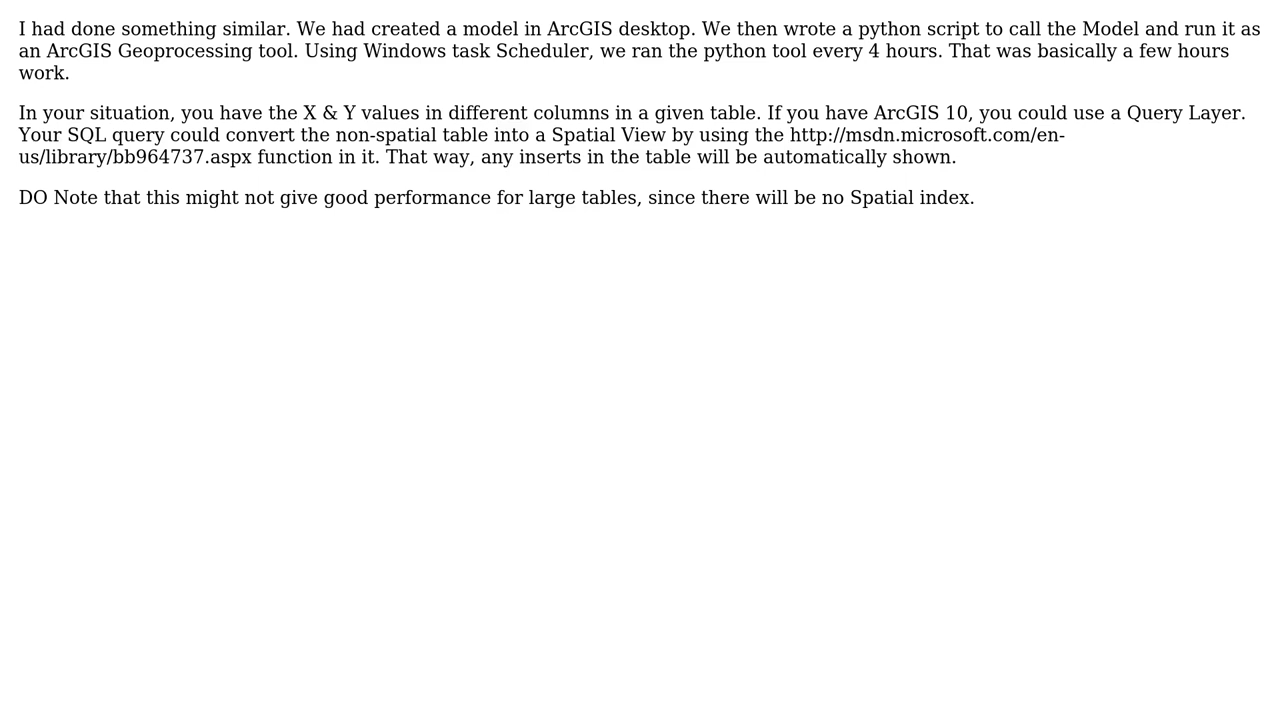 I had done something similar. We had created a model in ArcGIS desktop. We then wrote a python script to call the Model and run it as
an ArcGIS Geoprocessing tool. Using Windows task Scheduler, we ran the python tool every 4 hours. That was basically a few hours
work.
In your situation, you have the X & Y values in different columns in a given table. If you have ArcGIS 10, you could use a Query Layer.
Your SQL query could convert the non-spatial table into a Spatial View by using the http://msdn.microsoft.com/en-
us/library/bb964737.aspx function in it. That way, any inserts in the table will be automatically shown.
DO Note that this might not give good performance for large tables, since there will be no Spatial index.